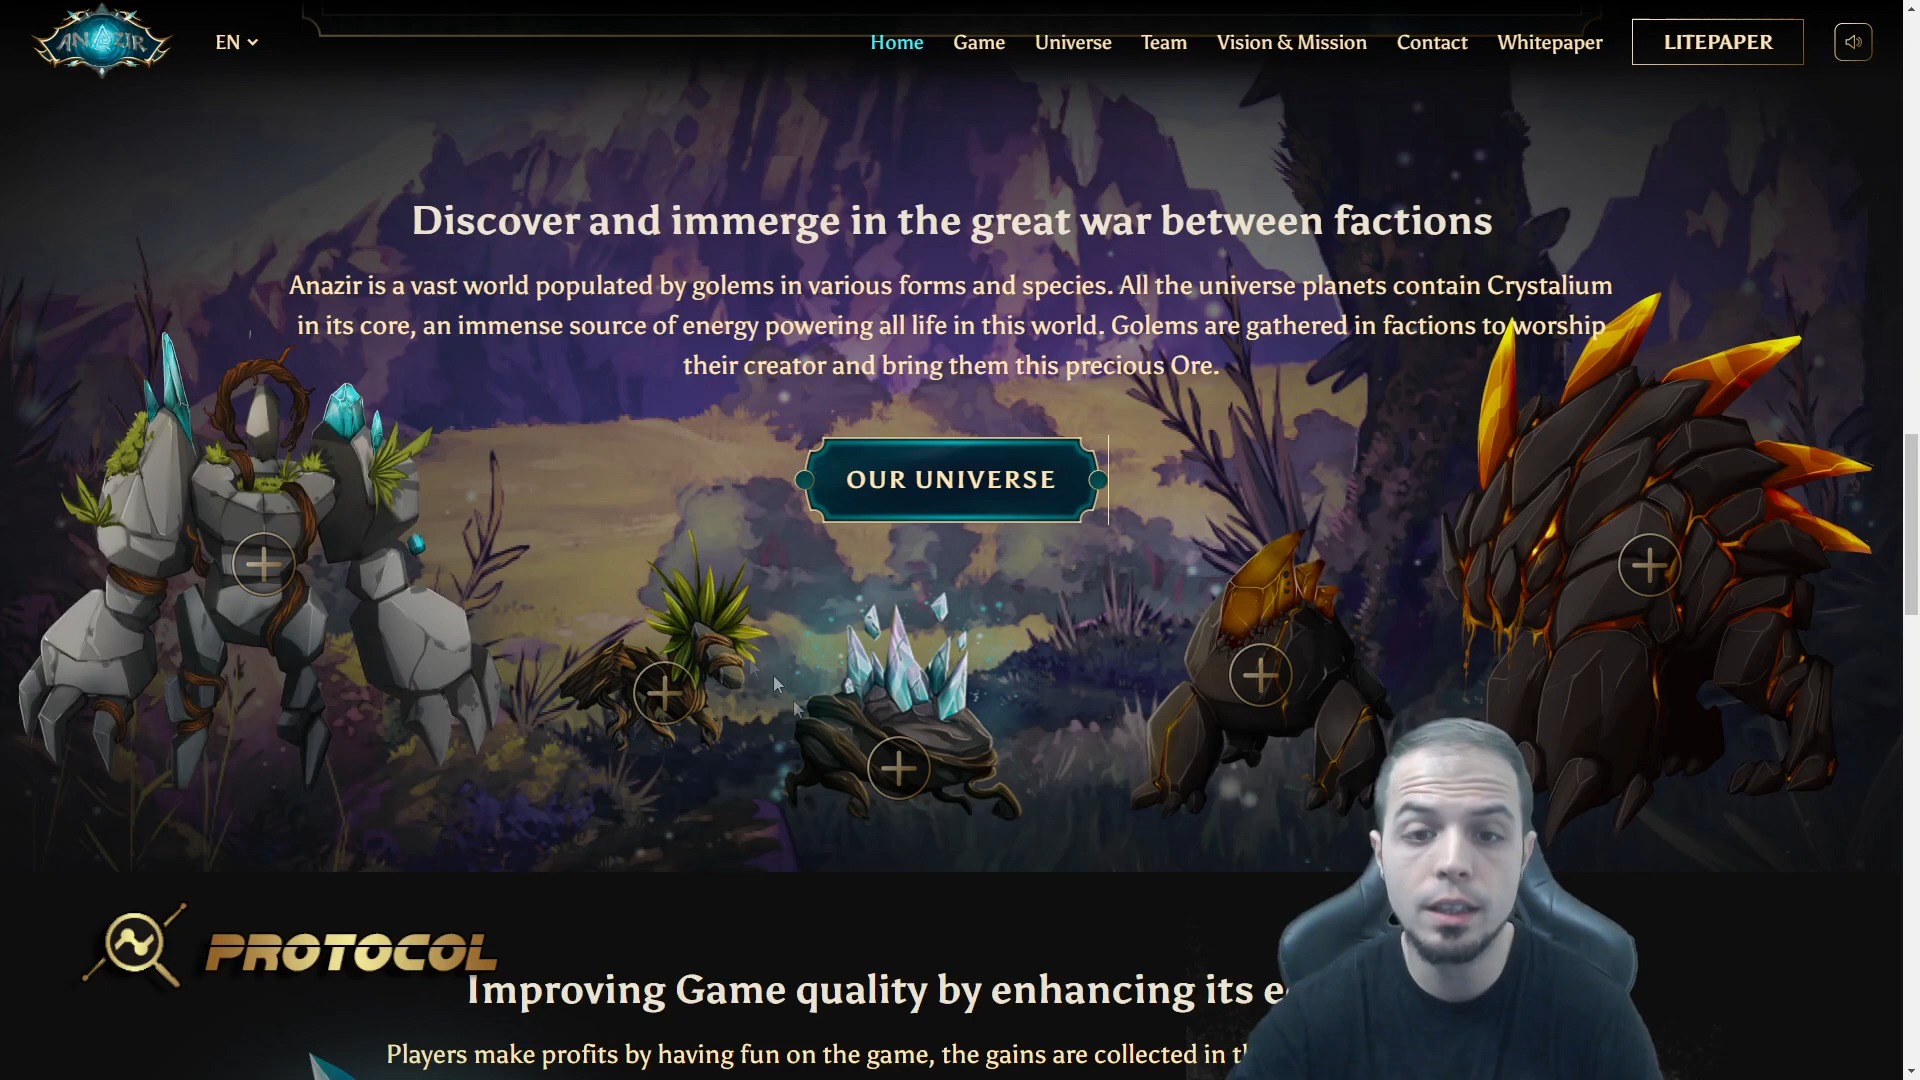 ANAZIR
EN
Home
Game
Universe
Team
Vision & Mission
Contact
Whitepaper
LITEPAPER
Discover and immerge in the great war between factions
Anazir is a vast world populated by golems in various forms and species. All the universe planets contain Crystalium
in its core, an immense source of energy powering all life in this world. Golems are gathered in factions to worship
their creator and bring them this precious Ore.
OUR UNIVERSE
PROTOCOL
Improving Game quality by enhancing its
Players make profits by having fun on the game, the gains are collected in